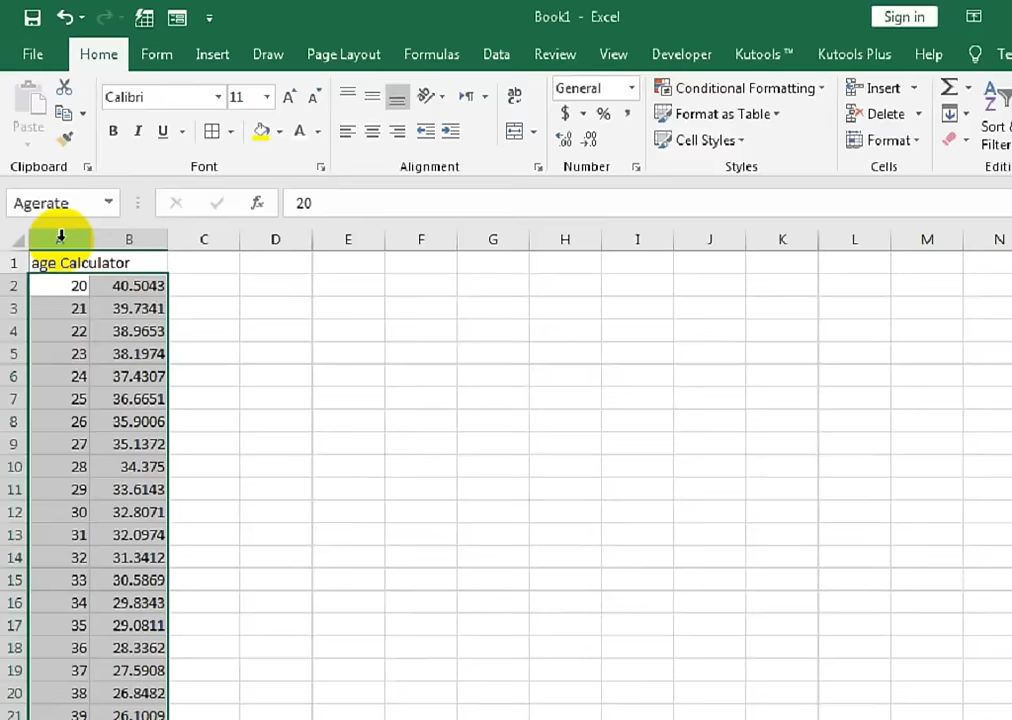 Book1 - Excel
Sign in
File Home Form Insert Draw Page Layout Formulas Data Review View Developer Kutools ™ Kutools Plus Help
Paste
Calibri 11
B I U A
ab
General
$ % ,
Conditional Formatting
Format as Table
Cell Styles
Insert
Delete
Format
Sort
Filter
Clipboard Font Alignment Number Styles Cells
Agerate fx 20
A B C D E F G H I J K L M N
1 age Calculator
2 20 40.5043
3 21 39.7341
4 22 38.9653
5 23 38.1974
6 24 37.4307
7 25 36.6651
8 26 35.9006
9 27 35.1372
10 28 34.375
11 29 33.6143
12 30 32.8071
13 31 32.0974
14 32 31.3412
15 33 30.5869
16 34 29.8343
17 35 29.0811
18 36 28.3362
19 37 27.5908
20 38 26.8482
21 39 26.1009